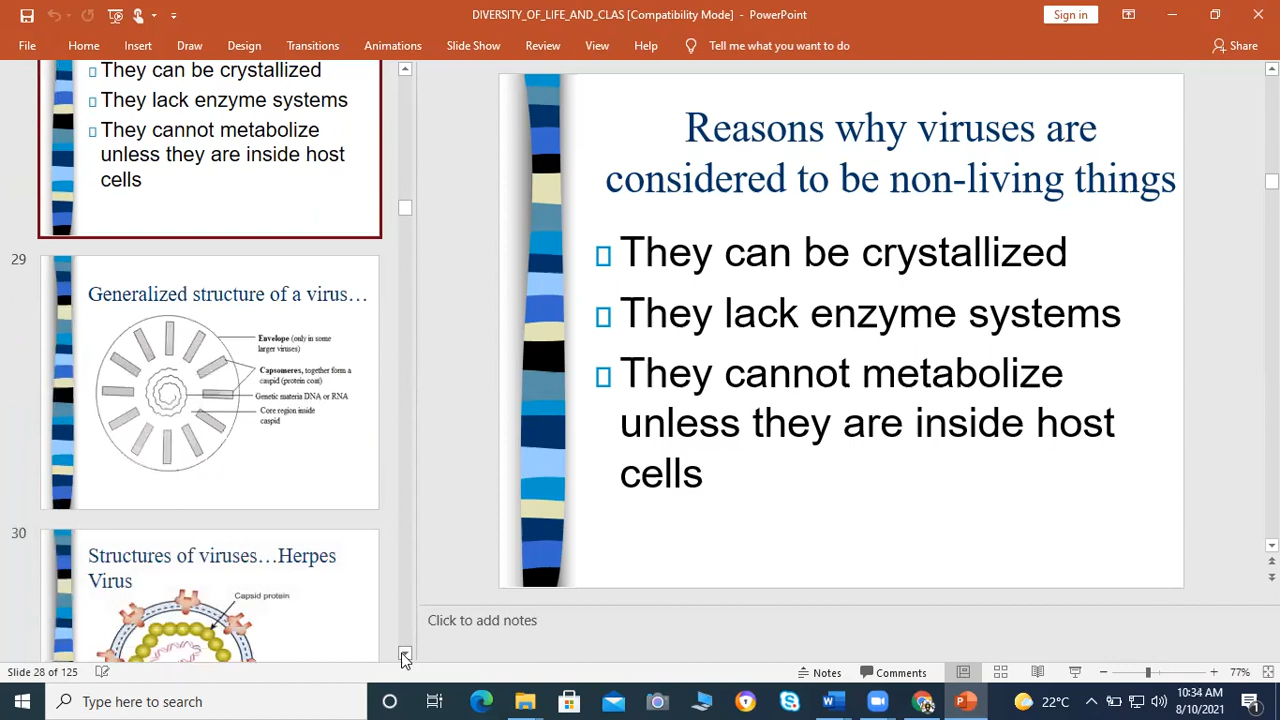 DIVERSITY_OF_LIFE_AND_CLAS [Compatibility Mode] - PowerPoint
Sign in
File Home Insert Draw Design Transitions Animations Slide Show Review View Help Tell me what you want to do Share
They can be crystallized
They lack enzyme systems
They cannot metabolize
unless they are inside host
cells
29
Generalized structure of a virus…
Envelope (only in some
larger viruses)
Capsomeres, together form a
caspid (protein coat)
Genetic materia DNA or RNA
Core region inside
caspid
30
Structures of viruses…Herpes
Virus
Capsid protein
Reasons why viruses are
considered to be non-living things
They can be crystallized
They lack enzyme systems
They cannot metabolize
unless they are inside host
cells
Click to add notes
Slide 28 of 125
Notes
Comments
77%
Type here to search
22°C
10:34 AM
8/10/2021
1